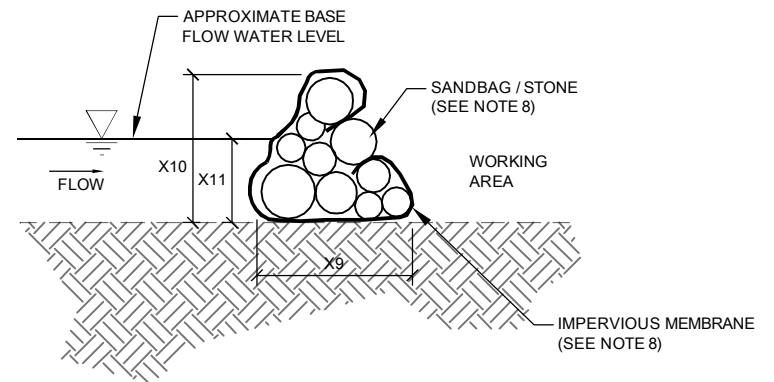 APPROXIMATE BASE
FLOW WATER LEVEL
SANDBAG / STONE
(SEE NOTE 8)
X10
X11
WORKING
AREA
FLOW
X9
IMPERVIOUS MEMBRANE
(SEE NOTE 8)